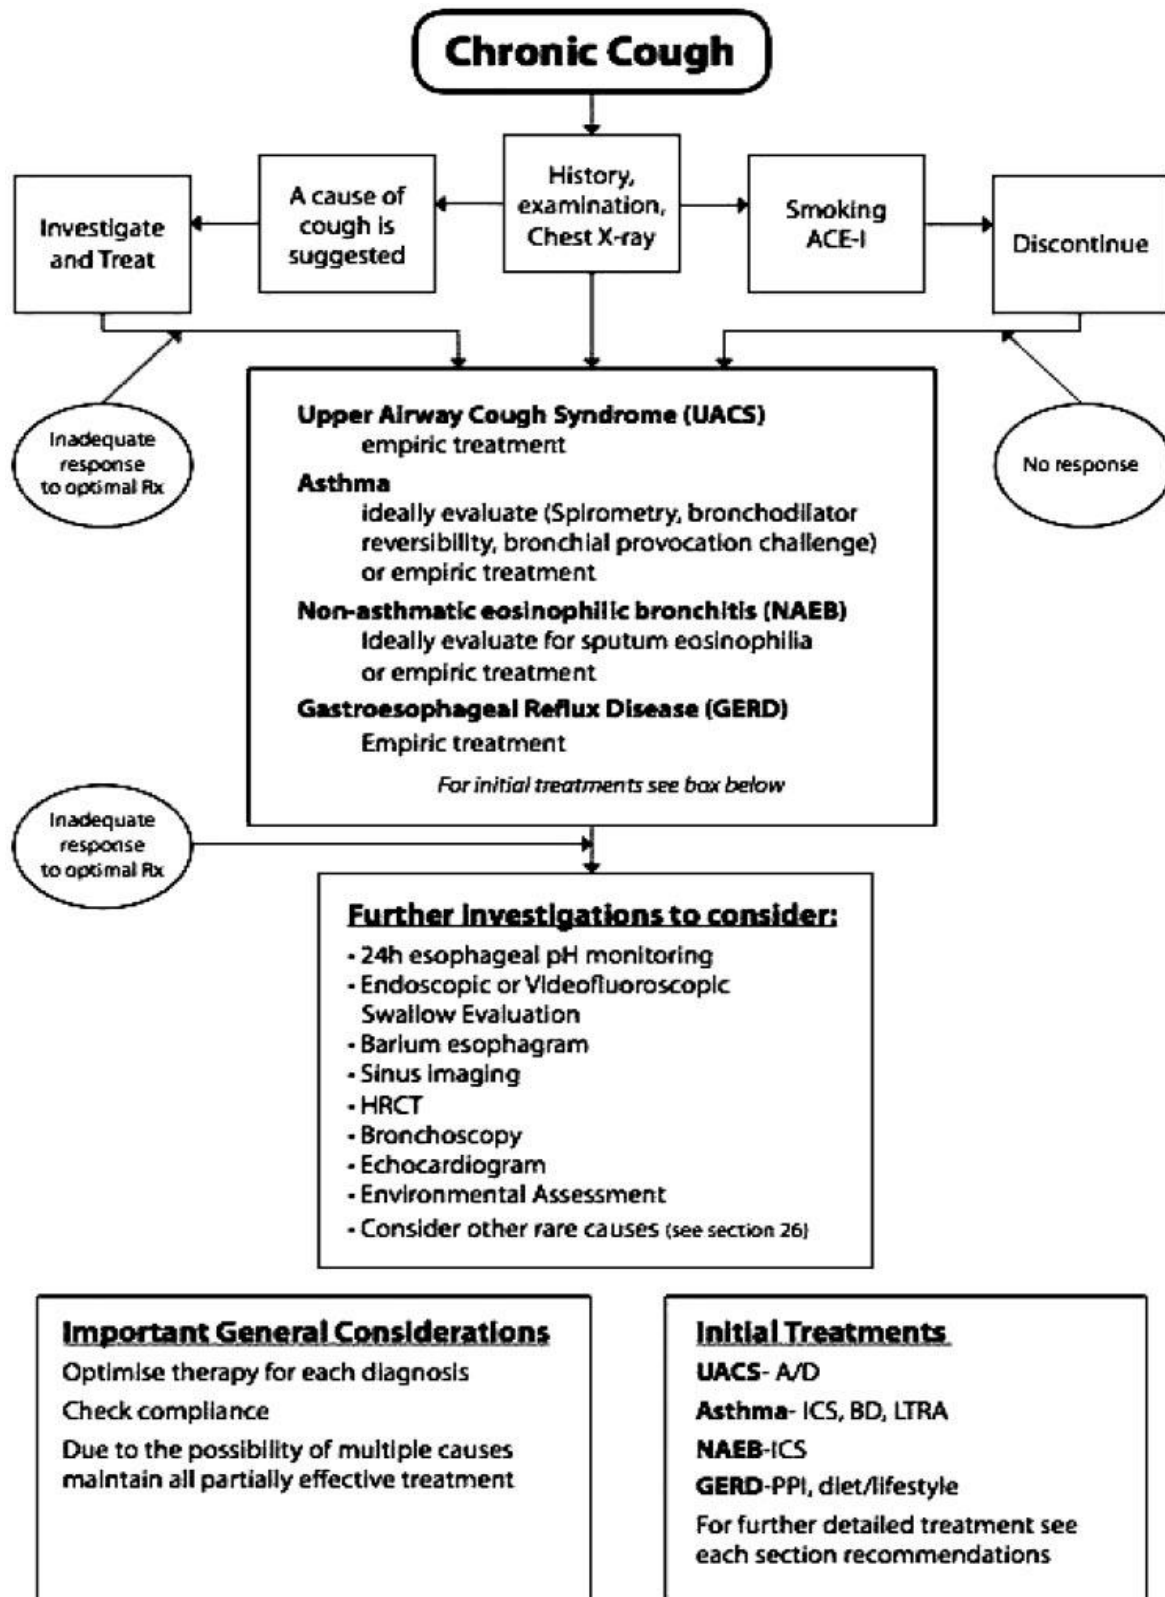 Chronic Cough
History,
examination,
Chest X-ray
A cause of
cough is
suggested
Investigate
and Treat
Smoking
ACE-I
Discontinue
Inadequate
response
to optimal Rx
No response
Upper Airway Cough Syndrome (UACS)
empiric treatment
Asthma
ideally evaluate (Spirometry, bronchodilator
reversibility, bronchial provocation challenge)
or empiric treatment
Non-asthmatic eosinophilic bronchitis (NAEB)
Ideally evaluate for sputum eosinophilia
or empiric treatment
Gastroesophageal Reflux Disease (GERD)
Empiric treatment
For initial treatments see box below
Inadequate
response
to optimal Rx
Further Investigations to consider:
- 24h esophageal pH monitoring
- Endoscopic or Videofluoroscopic
Swallow Evaluation
- Barium esophagram
- Sinus imaging
- HRCT
- Bronchoscopy
- Echocardiogram
- Environmental Assessment
- Consider other rare causes (see section 26)
Important General Considerations
Optimise therapy for each diagnosis
Check compliance
Due to the possibility of multiple causes
maintain all partially effective treatment
Initial Treatments
UACS- A/D
Asthma- ICS, BD, LTRA
NAEB-ICS
GERD-PPI, diet/lifestyle
For further detailed treatment see
each section recommendations